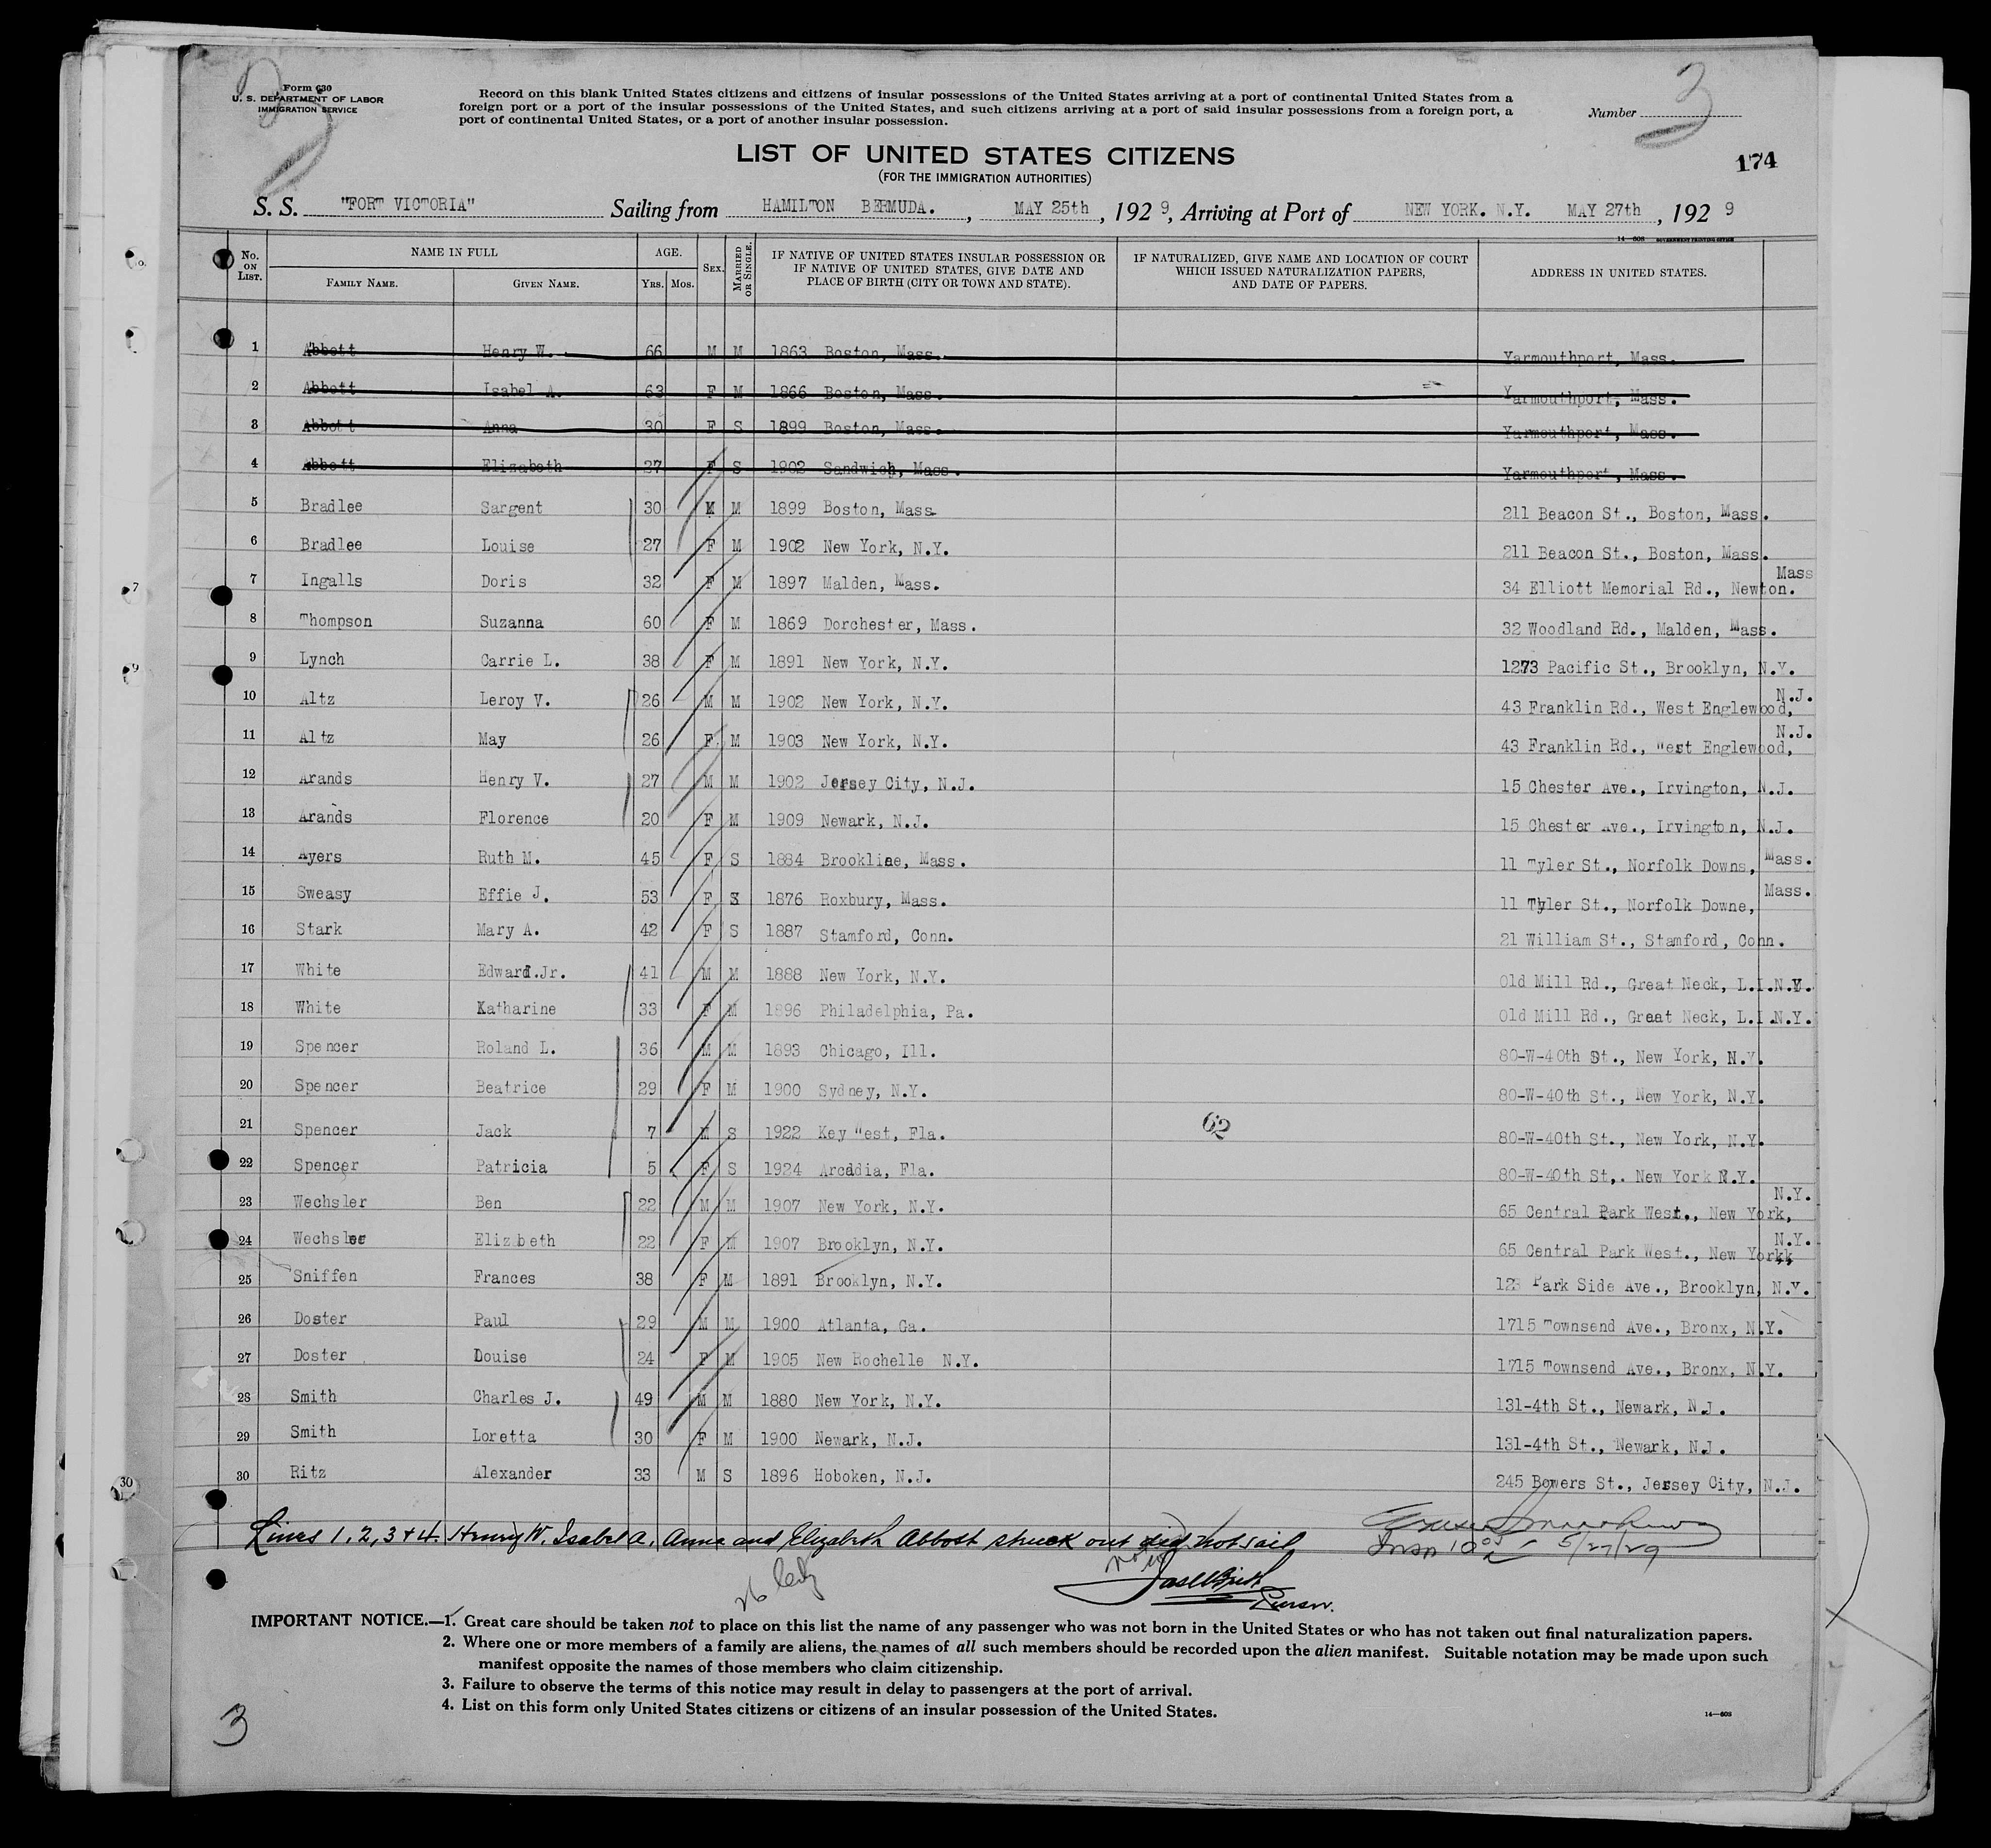 Form 630
U. S. DEPARTMENT OF LABOR
IMMIGRATION SERVICE
Record on this blank United States citizens and citizens of insular possessions of the United States arriving at a port of continental United States from a
foreign port or a port of the insular possessions of the United States, and such citizens arriving at a port of said insular possessions from a foreign port, a
port of continental United States, or a port of another insular possession.
Number 3
3
LIST OF UNITED STATES CITIZENS
(FOR THE IMMIGRATION AUTHORITIES)
174
S. S. "FORT VICTORIA" Sailing from HAMILTON BERMUDA. , MAY 25th , 1929, Arriving at Port of NEW YORK. N.Y. MAY 27th , 1929
14—608 GOVERNMENT PRINTING OFFICE
No. ON LIST. NAME IN FULL FAMILY NAME. GIVEN NAME. AGE. YRS. MOS. SEX. MARRIED OR SINGLE. IF NATIVE OF UNITED STATES INSULAR POSSESSION OR IF NATIVE OF UNITED STATES, GIVE DATE AND PLACE OF BIRTH (CITY OR TOWN AND STATE). IF NATURALIZED, GIVE NAME AND LOCATION OF COURT WHICH ISSUED NATURALIZATION PAPERS, AND DATE OF PAPERS. ADDRESS IN UNITED STATES.
1 Abbott Henry W. 66 M M 1863 Boston, Mass. Yarmouthport, Mass.
2 Abbott Isabel A. 63 F M 1866 Boston, Mass. Yarmouthport, Mass.
3 Abbott Anna 30 F S 1899 Boston, Mass. Yarmouthport, Mass.
4 Abbott Elizabeth 27 F S 1902 Sandwich, Mass. Yarmouthport, Mass.
5 Bradlee Sargent 30 M M 1899 Boston, Mass 211 Beacon St., Boston, Mass.
6 Bradlee Louise 27 F M 1902 New York, N.Y. 211 Beacon St., Boston, Mass.
7 Ingalls Doris 32 F M 1897 Malden, Mass. 34 Elliott Memorial Rd., Newton. Mass
8 Thompson Suzanna 60 F M 1869 Dorchester, Mass. 32 Woodland Rd., Malden, Mass.
9 Lynch Carrie L. 38 F M 1891 New York, N.Y. 1273 Pacific St., Brooklyn, N.Y.
10 Altz Leroy V. 26 M M 1902 New York, N.Y. 43 Franklin Rd., West Englewood, N.J.
11 Altz May 26 F M 1903 New York, N.Y. 43 Franklin Rd., West Englewood, N.J.
12 Arands Henry V. 27 M M 1902 Jersey City, N.J. 15 Chester Ave., Irvington, N.J.
13 Arands Florence 20 F M 1909 Newark, N.J. 15 Chester Ave., Irvington, N.J.
14 Ayers Ruth M. 45 F S 1884 Brookline, Mass. 11 Tyler St., Norfolk Downs, Mass.
15 Sweasy Effie J. 53 F S 1876 Roxbury, Mass. 11 Tyler St., Norfolk Downe, Mass.
16 Stark Mary A. 42 F S 1887 Stamford, Conn. 21 William St., Stamford, Conn.
17 White Edward.Jr. 41 M M 1888 New York, N.Y. Old Mill Rd., Great Neck, L.I.N.Y.
18 White Katharine 33 F M 1896 Philadelphia, Pa. Old Mill Rd., Great Neck, L.I.N.Y.
19 Spencer Roland L. 36 M M 1893 Chicago, Ill. 80-W-40th St., New York, N.Y.
20 Spencer Beatrice 29 F M 1900 Sydney, N.Y. 80-W-40th St., New York, N.Y.
21 Spencer Jack 7 M S 1922 Key "est, Fla. 62 80-W-40th St., New York, N.Y.
22 Spencer Patricia 5 F S 1924 Arcadia, Fla. 80-W-40th St,. New York N.Y.
23 Wechsler Ben 22 M M 1907 New York, N.Y. 65 Central Park West., New York, N.Y.
24 Wechsler Elizabeth 22 F M 1907 Brooklyn, N.Y. 65 Central Park West., New York, N.Y.
25 Sniffen Frances 38 F M 1891 Brooklyn, N.Y. 123 Park Side Ave., Brooklyn, N.Y.
26 Doster Paul 29 M M 1900 Atlanta, Ga. 1715 Townsend Ave., Bronx, N.Y.
27 Doster Douise 24 F M 1905 New Rochelle N.Y. 1715 Townsend Ave., Bronx, N.Y.
28 Smith Charles J. 49 M M 1880 New York, N.Y. 131-4th St., Newark, N.J.
29 Smith Loretta 30 F M 1900 Newark, N.J. 131-4th St., Newark, N.J.
30 Ritz Alexander 33 M S 1896 Hoboken, N.J. 245 Bowers St., Jersey City, N.J.
Lines 1, 2, 3 + 4. Henry W. Isabel A. Anna and Elizabeth Abbott struck out did not sail
5/27/29
26
Purser.
IMPORTANT NOTICE.—1. Great care should be taken not to place on this list the name of any passenger who was not born in the United States or who has not taken out final naturalization papers.
2. Where one or more members of a family are aliens, the names of all such members should be recorded upon the alien manifest. Suitable notation may be made upon such
manifest opposite the names of those members who claim citizenship.
3. Failure to observe the terms of this notice may result in delay to passengers at the port of arrival.
4. List on this form only United States citizens or citizens of an insular possession of the United States.
14—608
3